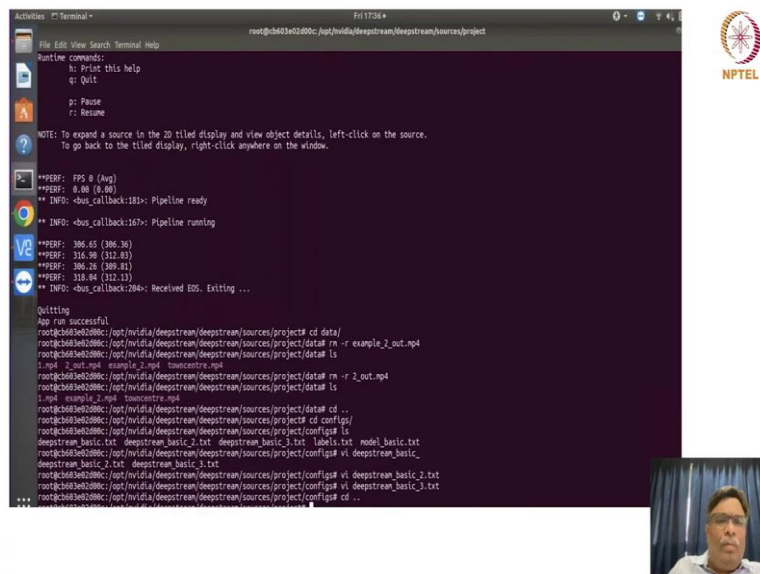 Activities Terminal Fri 17:36
root@cb603e02d00c: /opt/nvidia/deepstream/deepstream/sources/project
File Edit View Search Terminal Help
NPTEL
Runtime commands:
h: Print this help
q: Quit
p: Pause
r: Resume
NOTE: To expand a source in the 2D tiled display and view object details, left-click on the source.
To go back to the tiled display, right-click anywhere on the window.
**PERF: FPS 0 (Avg)
**PERF: 0.00 (0.00)
** INFO: <bus_callback:181>: Pipeline ready
** INFO: <bus_callback:167>: Pipeline running
**PERF: 306.65 (306.36)
**PERF: 316.90 (312.03)
**PERF: 306.26 (309.81)
**PERF: 318.04 (312.13)
** INFO: <bus_callback:204>: Received EOS. Exiting ...
Quitting
App run successful
root@cb603e02d00c:/opt/nvidia/deepstream/deepstream/sources/project# cd data/
root@cb603e02d00c:/opt/nvidia/deepstream/deepstream/sources/project/data# rm -r example_2_out.mp4
root@cb603e02d00c:/opt/nvidia/deepstream/deepstream/sources/project/data# ls
1.mp4 2_out.mp4 example_2.mp4 towncentre.mp4
root@cb603e02d00c:/opt/nvidia/deepstream/deepstream/sources/project/data# rm -r 2_out.mp4
root@cb603e02d00c:/opt/nvidia/deepstream/deepstream/sources/project/data# ls
1.mp4 example_2.mp4 towncentre.mp4
root@cb603e02d00c:/opt/nvidia/deepstream/deepstream/sources/project/data# cd ..
root@cb603e02d00c:/opt/nvidia/deepstream/deepstream/sources/project# cd configs/
root@cb603e02d00c:/opt/nvidia/deepstream/deepstream/sources/project/configs# ls
deepstream_basic.txt deepstream_basic_2.txt deepstream_basic_3.txt labels.txt model_basic.txt
root@cb603e02d00c:/opt/nvidia/deepstream/deepstream/sources/project/configs# vi deepstream_basic_
deepstream_basic_2.txt deepstream_basic_3.txt
root@cb603e02d00c:/opt/nvidia/deepstream/deepstream/sources/project/configs# vi deepstream_basic_2.txt
root@cb603e02d00c:/opt/nvidia/deepstream/deepstream/sources/project/configs# vi deepstream_basic_3.txt
root@cb603e02d00c:/opt/nvidia/deepstream/deepstream/sources/project/configs# cd ..